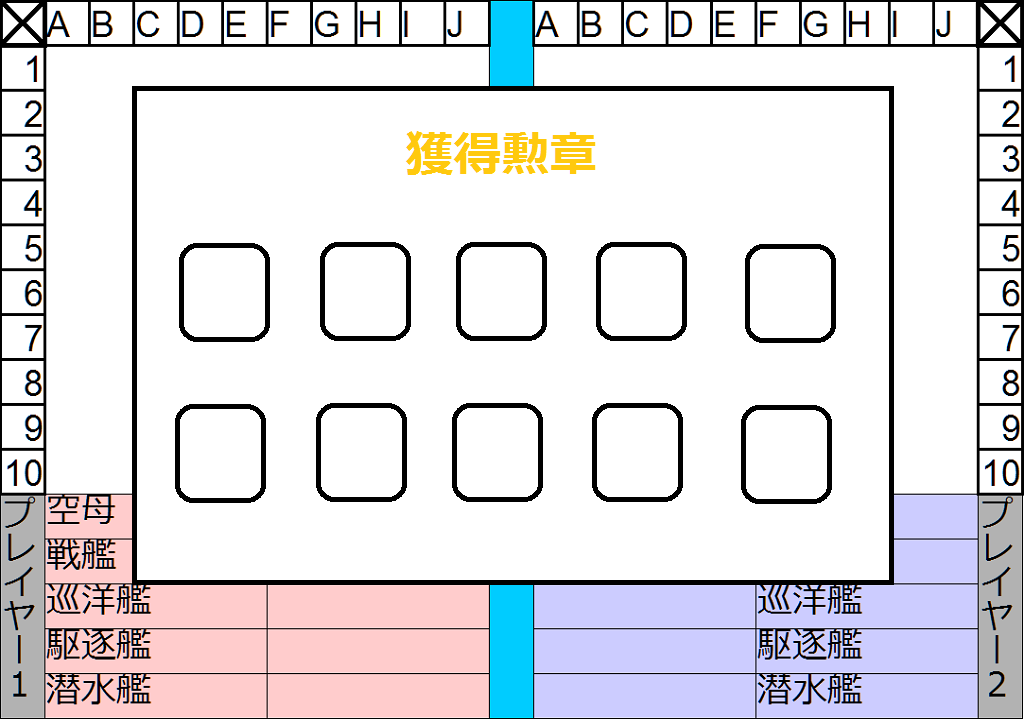 A B C D E F G H I J A B C D E F G H I J
1 1
2 2
獲得勲章
3 3
4 4
5 5
6 6
7 7
8 8
9 9
10 10
プレイヤー1
空母
戦艦
巡洋艦 巡洋艦
駆逐艦 駆逐艦
潜水艦 潜水艦
プレイヤー2